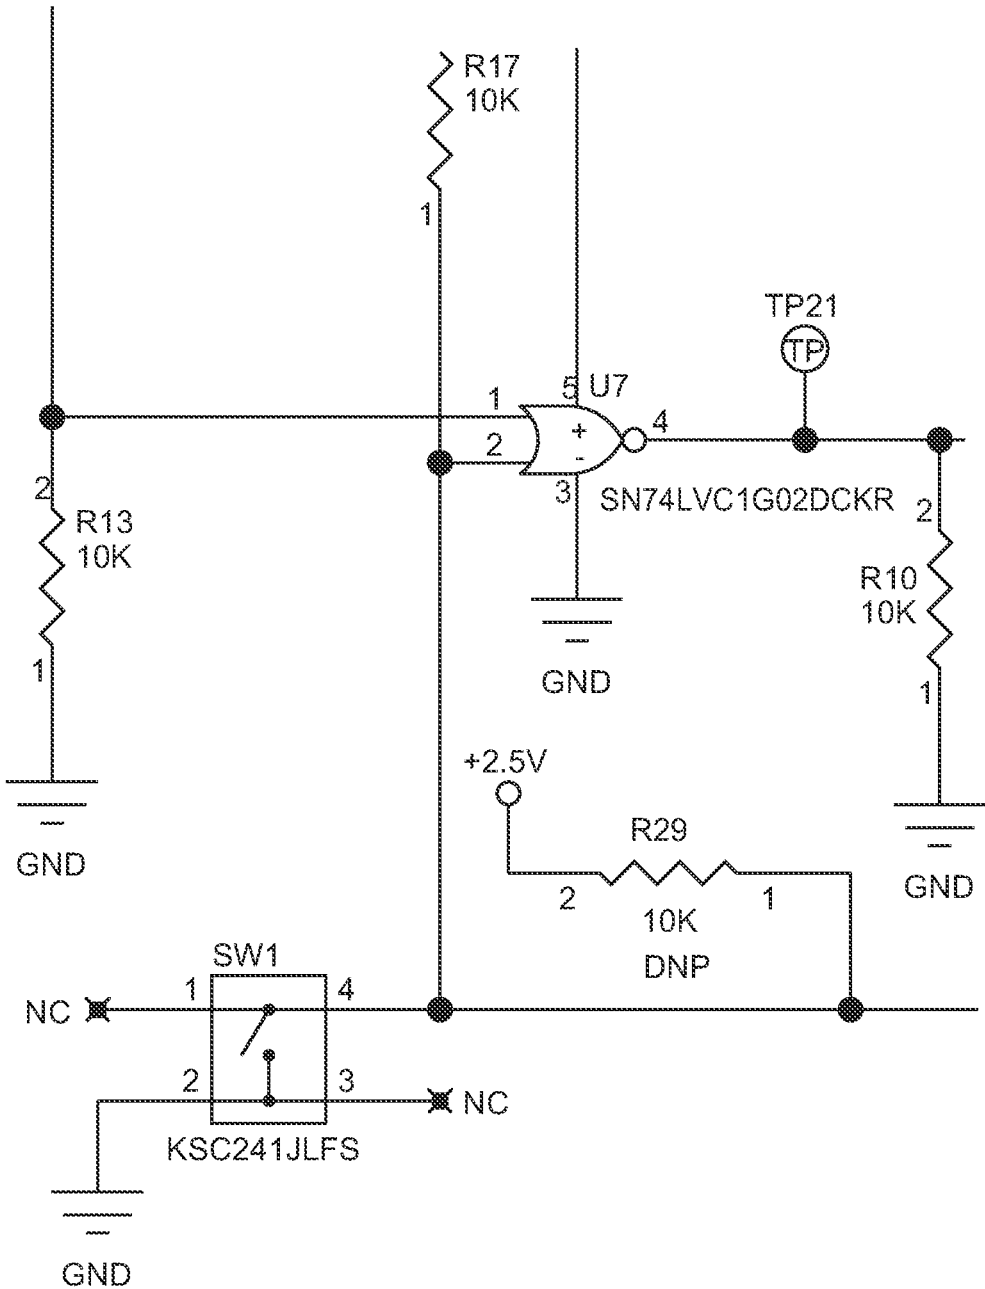 R17
10K
1
TP21
TP
5 U7
1
4
2
3
SN74LVC1G02DCKR
2
R13
10K
2
R10
10K
1
GND
1
+2.5V
R29
GND
2
1
GND
10K
DNP
SW1
1
4
NC
2
3
NC
KSC241JLFS
GND